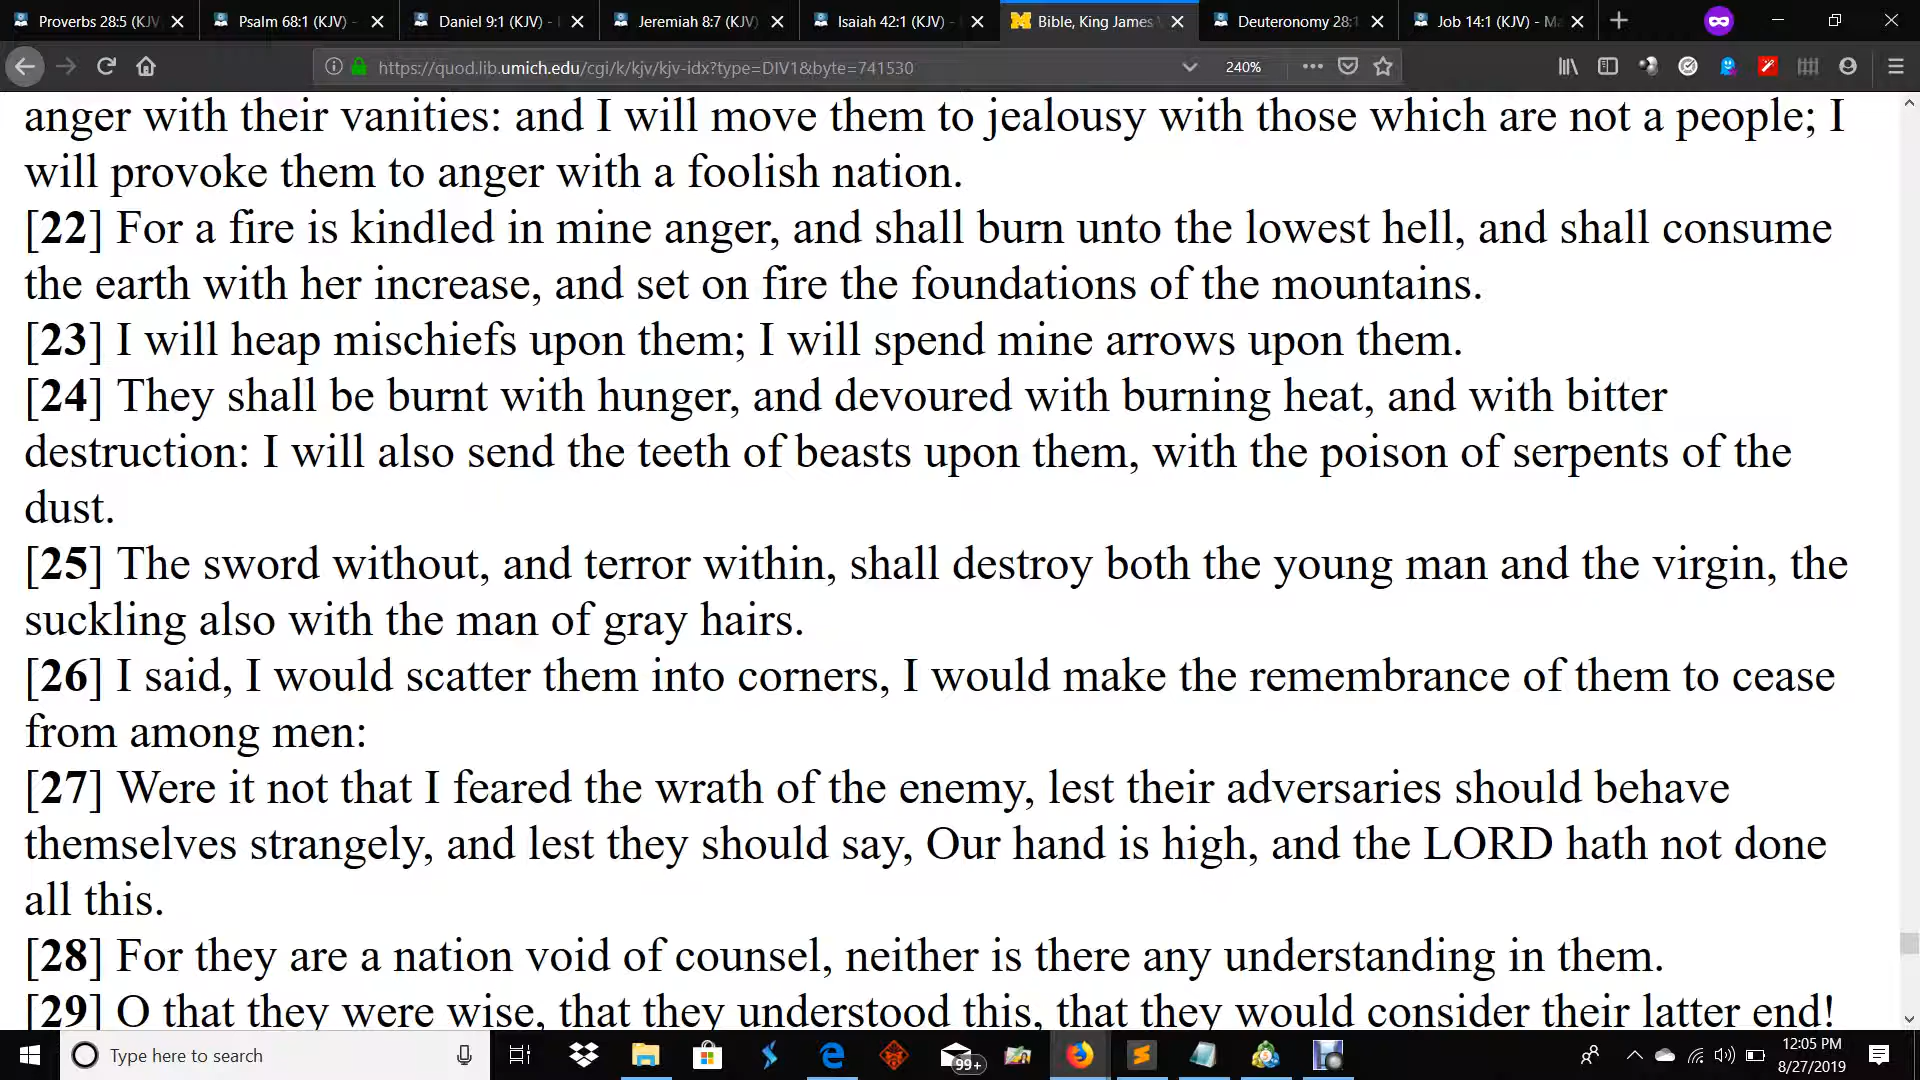 Proverbs 28:5 (KJV
Psalm 68:1 (KJV) -
Daniel 9:1 (KJV) -
Jeremiah 8:7 (KJV)
Isaiah 42:1 (KJV) -
Bible, King James
Deuteronomy 28:1
Job 14:1 (KJV) - Ma
https://quod.lib.umich.edu/cgi/k/kjv/kjv-idx?type=DIV1&byte=741530
240%
anger with their vanities: and I will move them to jealousy with those which are not a people; I
will provoke them to anger with a foolish nation.
[22] For a fire is kindled in mine anger, and shall burn unto the lowest hell, and shall consume
the earth with her increase, and set on fire the foundations of the mountains.
[23] I will heap mischiefs upon them; I will spend mine arrows upon them.
[24] They shall be burnt with hunger, and devoured with burning heat, and with bitter
destruction: I will also send the teeth of beasts upon them, with the poison of serpents of the
dust.
[25] The sword without, and terror within, shall destroy both the young man and the virgin, the
suckling also with the man of gray hairs.
[26] I said, I would scatter them into corners, I would make the remembrance of them to cease
from among men:
[27] Were it not that I feared the wrath of the enemy, lest their adversaries should behave
themselves strangely, and lest they should say, Our hand is high, and the LORD hath not done
all this.
[28] For they are a nation void of counsel, neither is there any understanding in them.
[29] O that they were wise, that they understood this, that they would consider their latter end!
Type here to search
99+
12:05 PM
8/27/2019